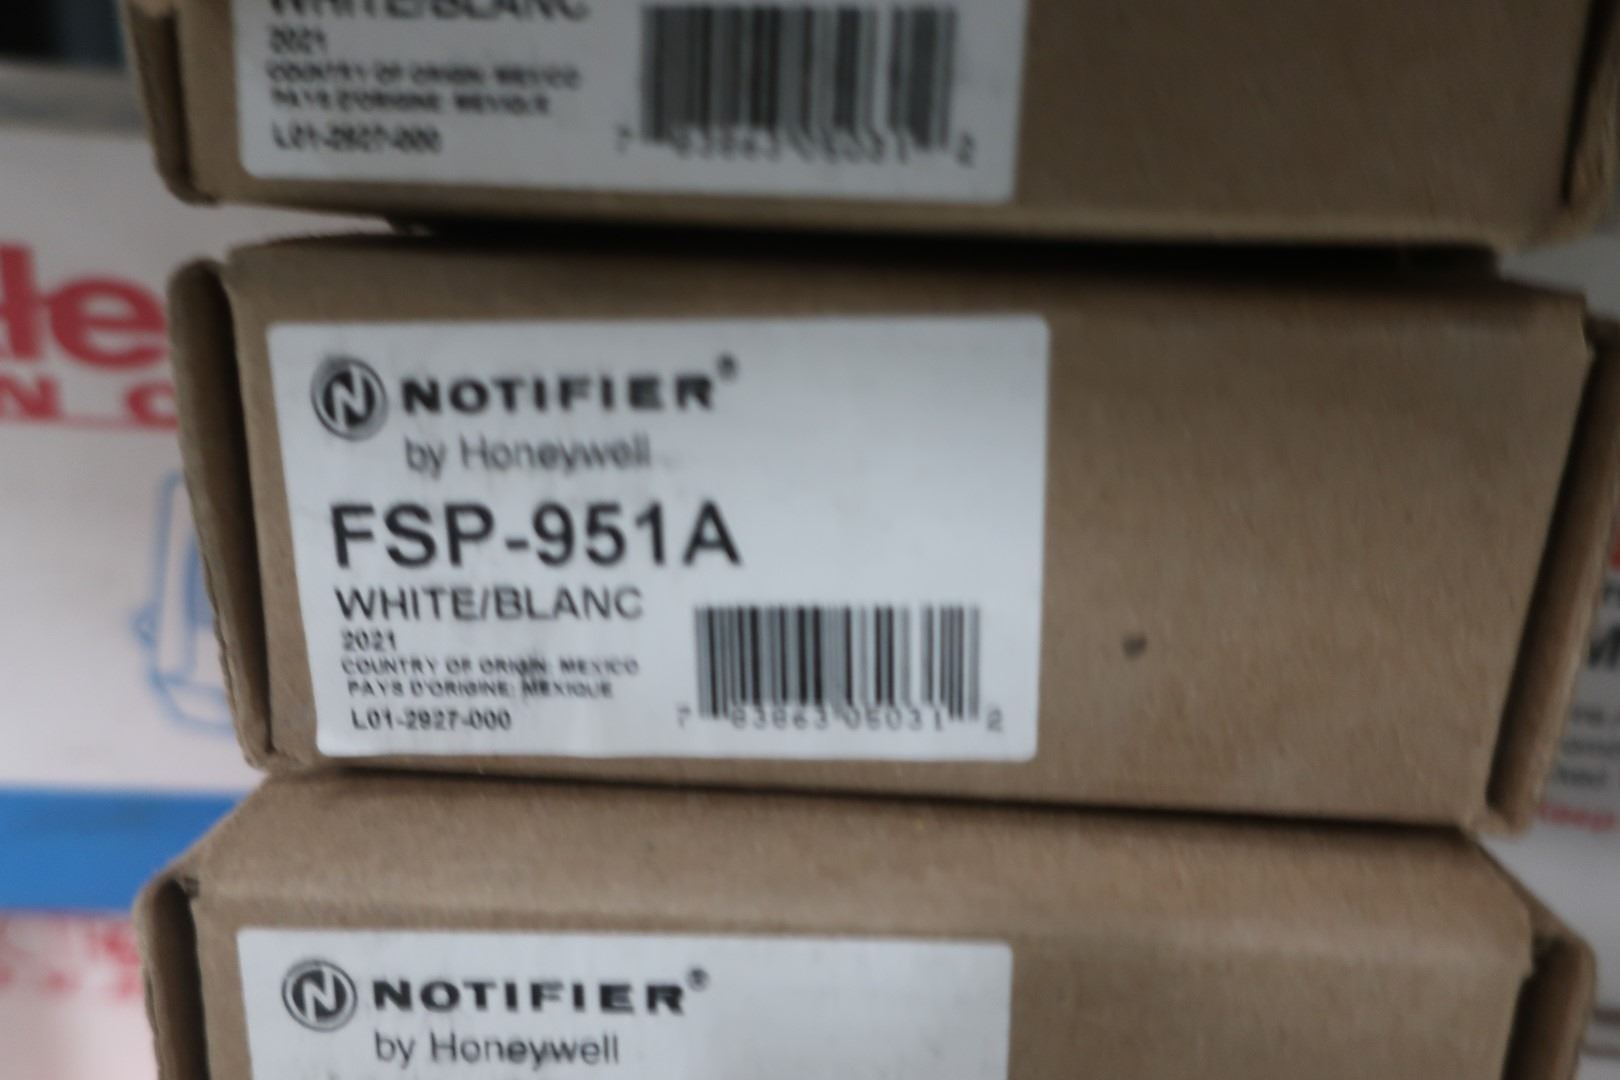 WHITE/BLANC
2021
COUNTRY OF ORIGIN: MEXICO
PAYS D'ORIGINE: MEXIQUE
L01-2927-000
NOTIFIER®
by Honeywell
FSP-951A
WHITE/BLANC
2021
COUNTRY OF ORIGIN: MEXICO
PAYS D'ORIGINE: MEXIQUE
L01-2927-000
NOTIFIER®
by Honeywell